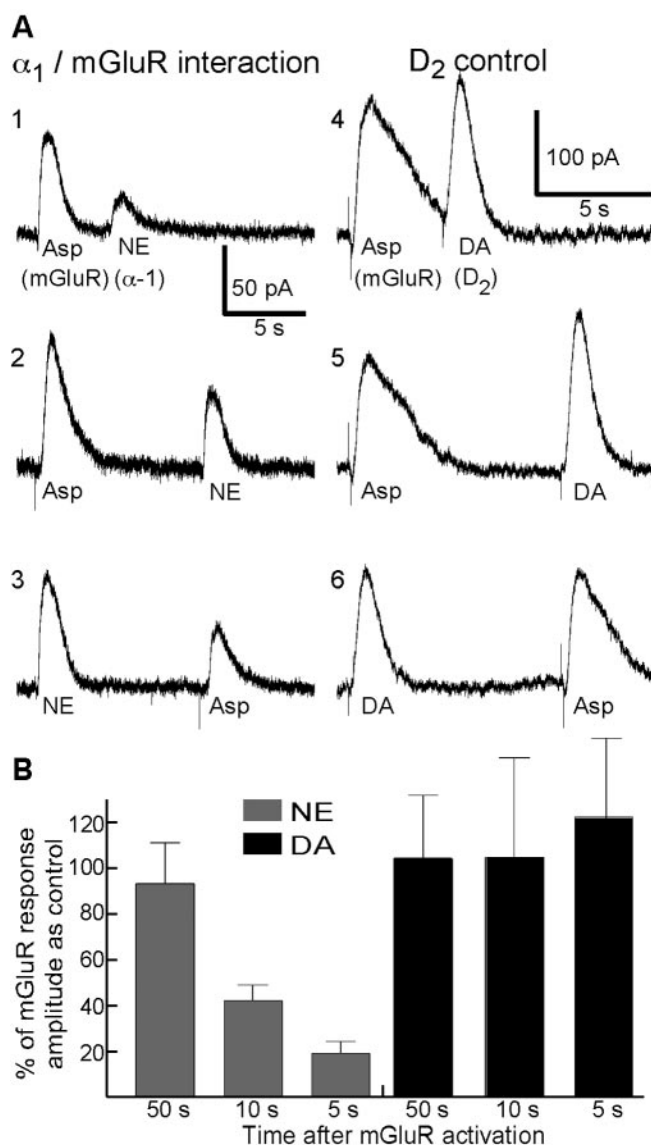 A
α1 / mGluR interaction
D2 control
1
Asp
(mGluR)
NE
(α-1)
50 pA
5 s
4
Asp
(mGluR)
DA
(D2)
100 pA
5 s
2
Asp
NE
5
Asp
DA
3
NE
Asp
6
DA
Asp
B
% of mGluR response
amplitude as control
120
100
80
60
40
20
NE
DA
50 s 10 s 5 s 50 s 10 s 5 s
Time after mGluR activation